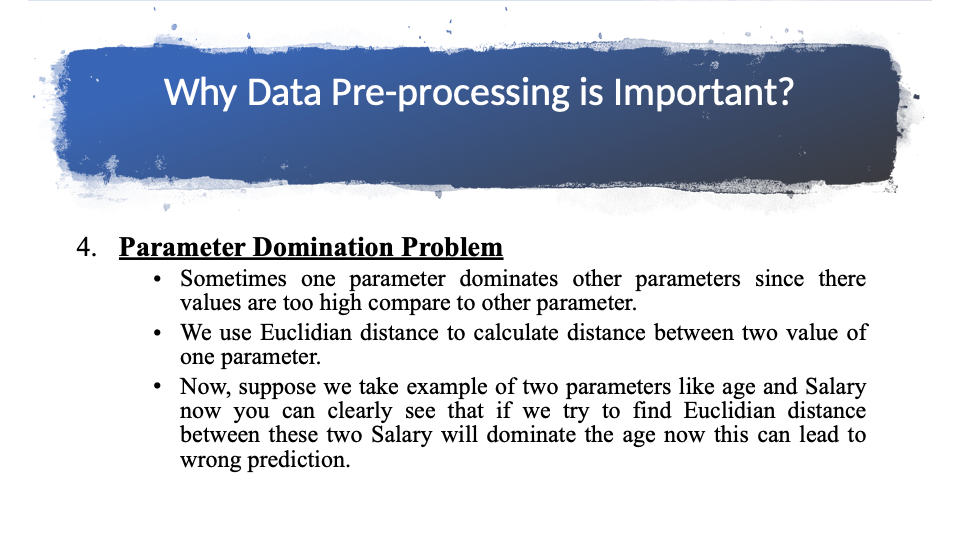 Why Data Pre-processing is Important?
4. Parameter Domination Problem
• Sometimes one parameter dominates other parameters since there
values are too high compare to other parameter.
• We use Euclidian distance to calculate distance between two value of
one parameter.
• Now, suppose we take example of two parameters like age and Salary
now you can clearly see that if we try to find Euclidian distance
between these two Salary will dominate the age now this can lead to
wrong prediction.